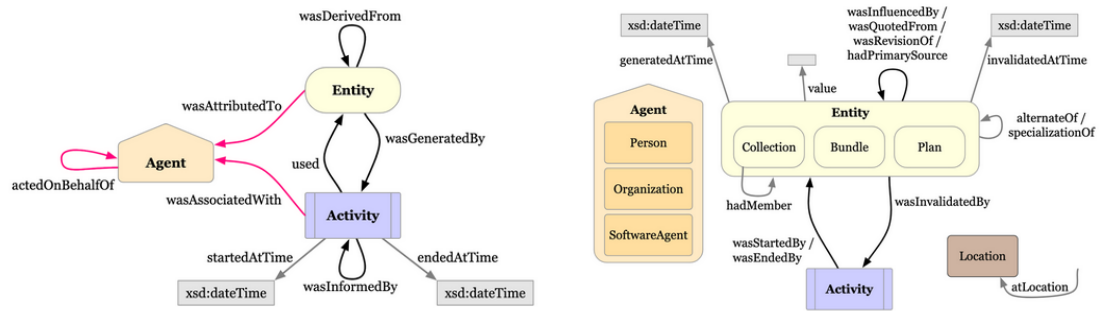 wasDerivedFrom
Entity
wasAttributedTo
wasGeneratedBy
used
Agent
actedOnBehalfOf
wasAssociatedWith
Activity
startedAtTime
endedAtTime
wasInformedBy
xsd:dateTime
xsd:dateTime
wasInfluencedBy /
wasQuotedFrom /
wasRevisionOf /
hadPrimarySource
xsd:dateTime
xsd:dateTime
generatedAtTime
value
invalidatedAtTime
Agent
Person
Organization
SoftwareAgent
Entity
Collection
Bundle
Plan
alternateOf /
specializationOf
hadMember
wasInvalidatedBy
wasStartedBy /
wasEndedBy
Activity
Location
atLocation